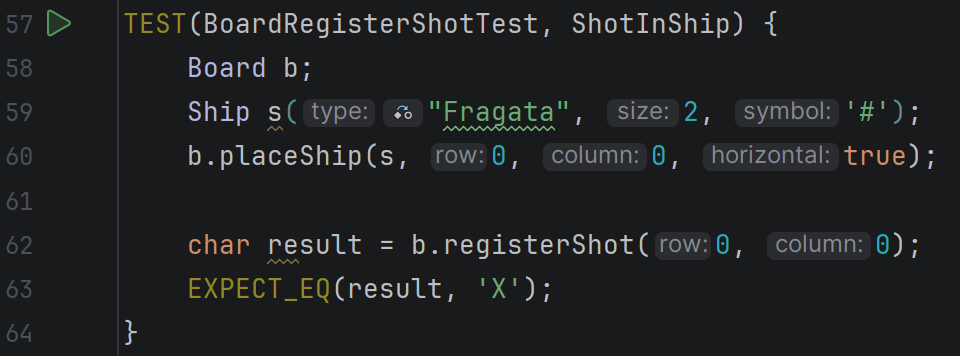 57 TEST(BoardRegisterShotTest, ShotInShip) {
58 Board b;
59 Ship s( type: "Fragata", size: 2, symbol: '#');
60 b.placeShip(s, row: 0, column: 0, horizontal: true);
61
62 char result = b.registerShot( row: 0, column: 0);
63 EXPECT_EQ(result, 'X');
64 }